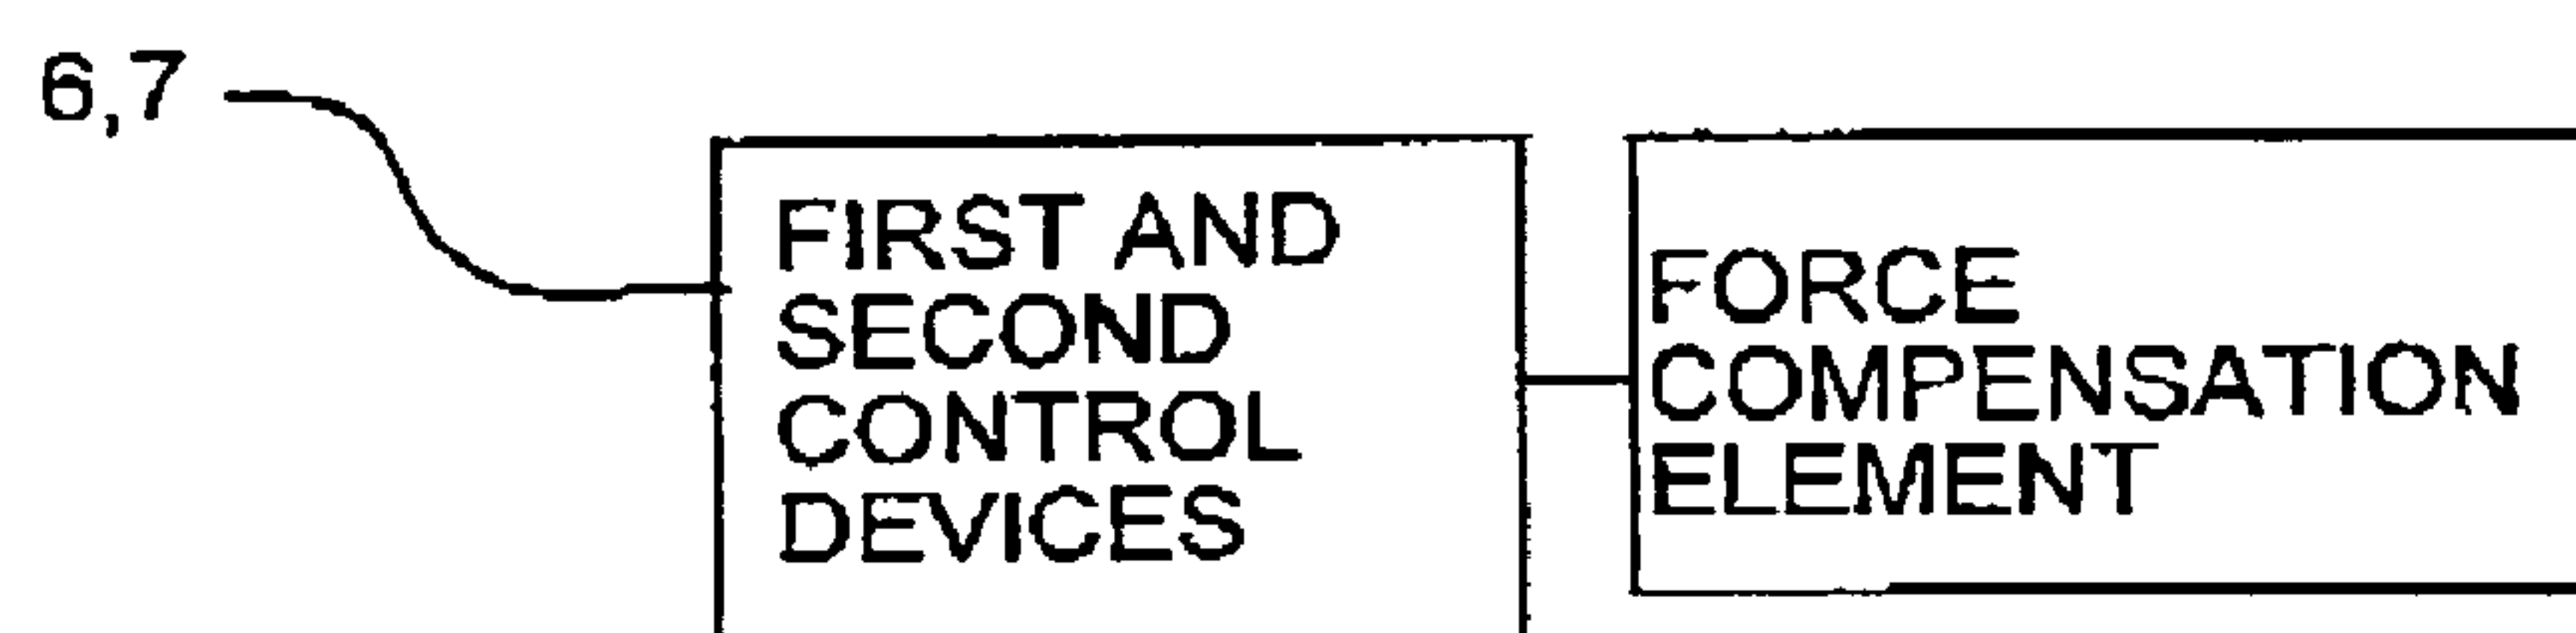 6,7
FIRST AND
SECOND
CONTROL
DEVICES
FORCE
COMPENSATION
ELEMENT